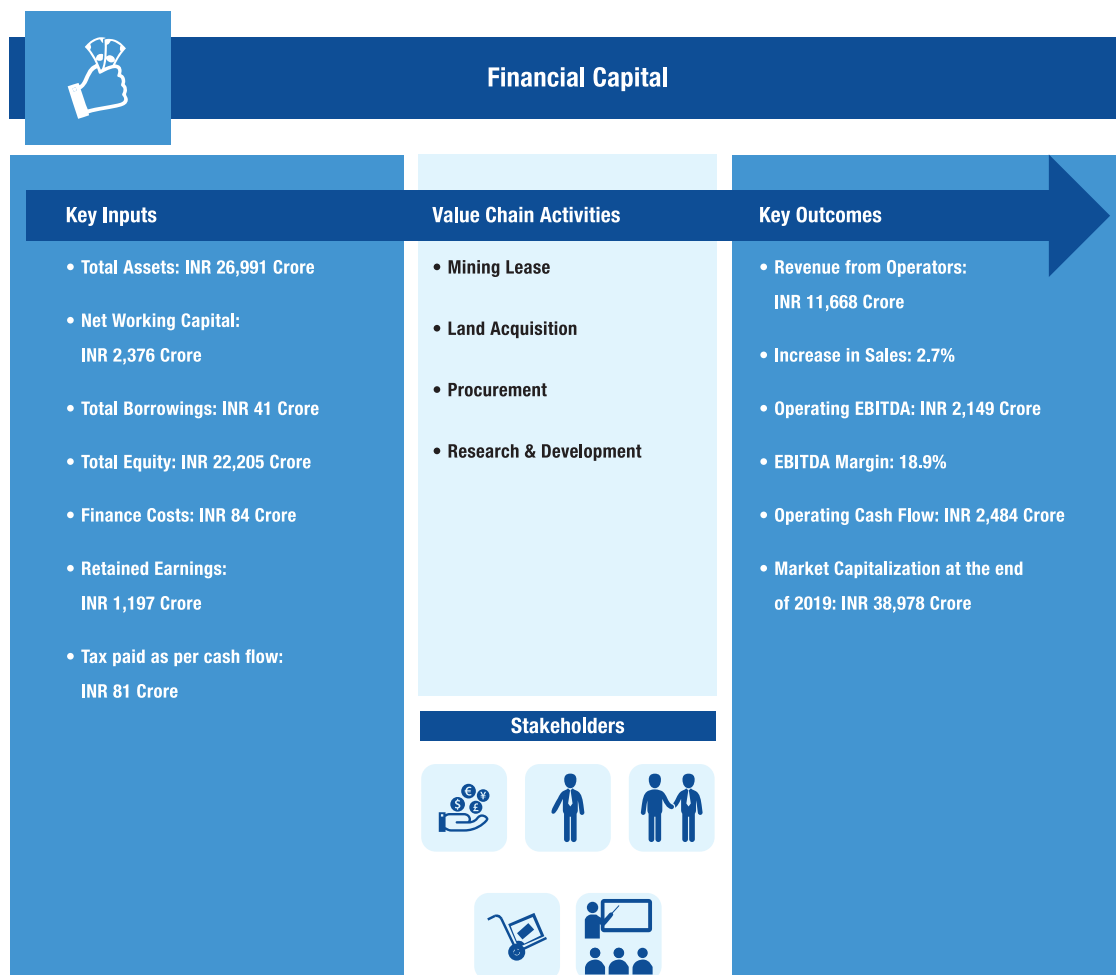 Financial Capital
Key Inputs
• Total Assets: INR 26,991 Crore
• Net Working Capital:
INR 2,376 Crore
• Total Borrowings: INR 41 Crore
• Total Equity: INR 22,205 Crore
• Finance Costs: INR 84 Crore
• Retained Earnings:
INR 1,197 Crore
• Tax paid as per cash flow:
INR 81 Crore
Value Chain Activities
• Mining Lease
• Land Acquisition
• Procurement
• Research & Development
Stakeholders
$ € £ ¥
Key Outcomes
• Revenue from Operators:
INR 11,668 Crore
• Increase in Sales: 2.7%
• Operating EBITDA: INR 2,149 Crore
• EBITDA Margin: 18.9%
• Operating Cash Flow: INR 2,484 Crore
• Market Capitalization at the end
of 2019: INR 38,978 Crore